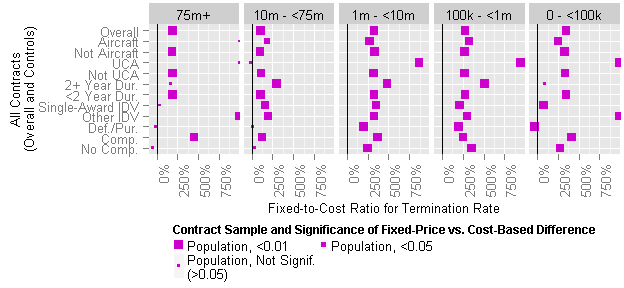 75m+ 10m - <75m 1m - <10m 100k - <1m 0 - <100k
All Contracts
(Overall and Controls)
Overall
Aircraft
Not Aircraft
UCA
Not UCA
2+ Year Dur.
<2 Year Dur.
Single-Award IDV
Other IDV
Def./Pur.
Comp.
No Comp.
0% 250% 500% 750% 0% 250% 500% 750% 0% 250% 500% 750% 0% 250% 500% 750% 0% 250% 500% 750%
Fixed-to-Cost Ratio for Termination Rate
Contract Sample and Significance of Fixed-Price vs. Cost-Based Difference
Population, <0.01 Population, <0.05
Population, Not Signif.
(>0.05)